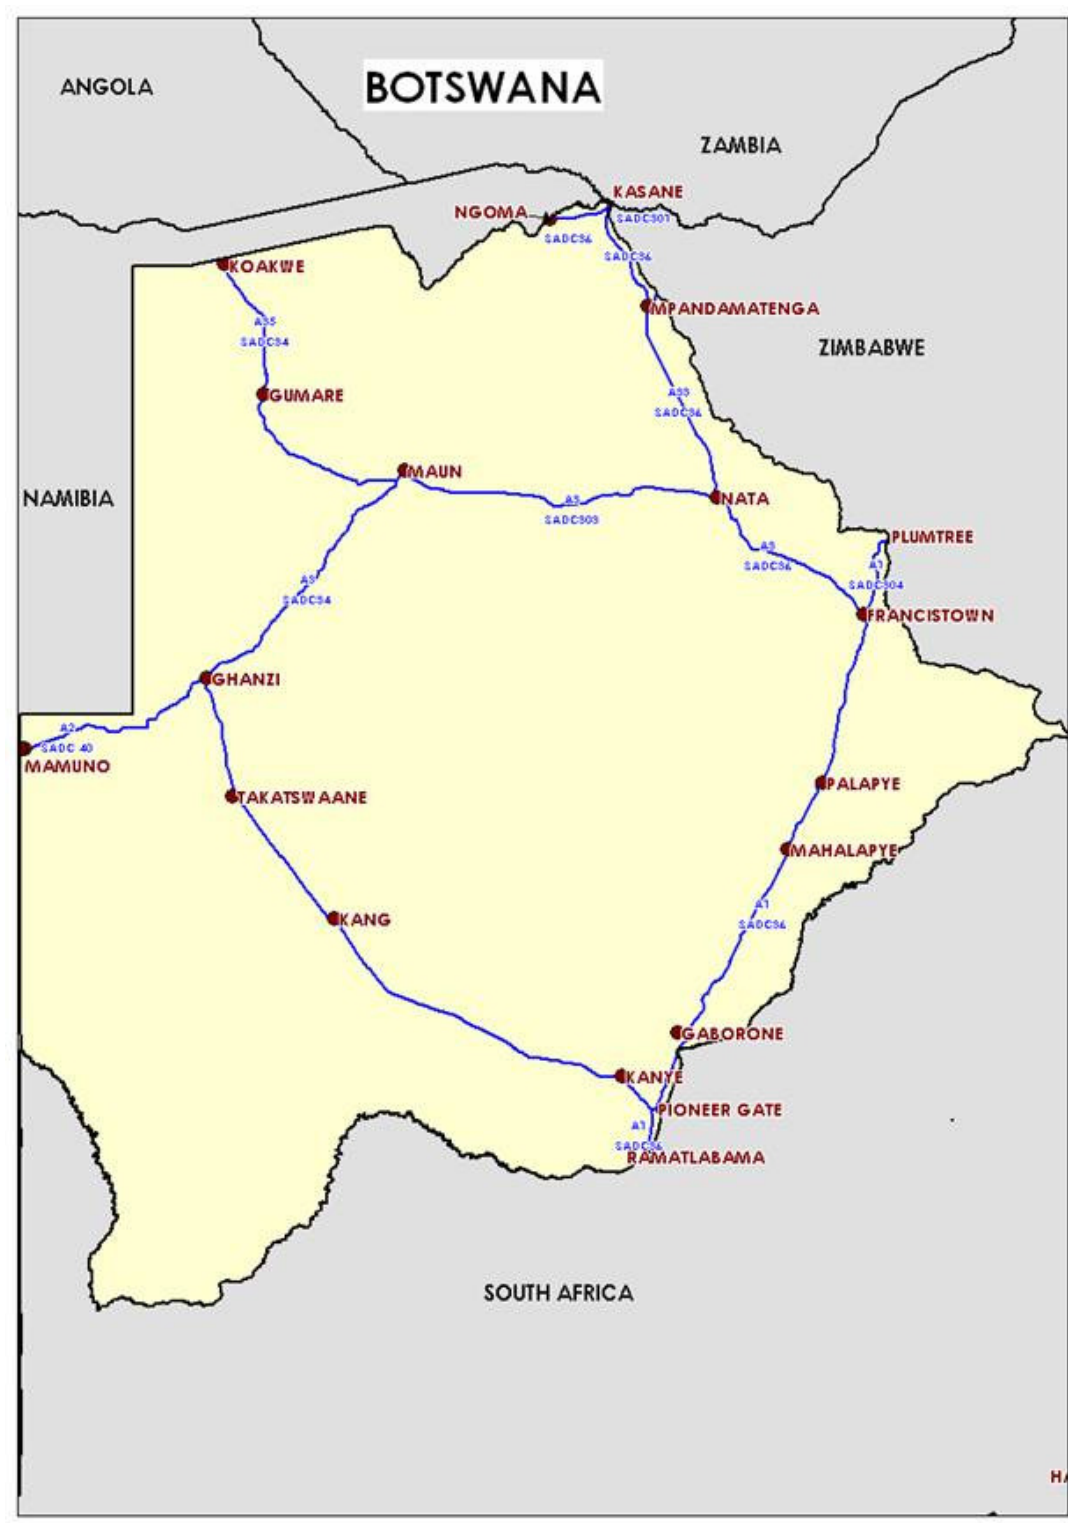 BOTSWANA
ANGOLA
ZAMBIA
KASANE
NGOMA
SADC307
SADC36
SADC36
KOAKWE
MPANDAMATENGA
A35
SADC34
ZIMBABWE
GUMARE
A33
SADC36
MAUN
NAMIBIA
NATA
A3
SADC303
PLUMTREE
A3
SADC36
A1
SADC304
A3
SADC34
FRANCISTOWN
GHANZI
A2
SADC 40
MAMUNO
PALAPYE
TAKATSWAANE
MAHALAPYE
A1
SADC36
KANG
GABORONE
KANYE
PIONEER GATE
A1
SADC36
RAMATLABAMA
SOUTH AFRICA
HA